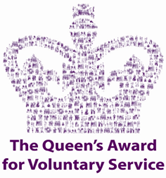 The Queen's Award
for Voluntary Service